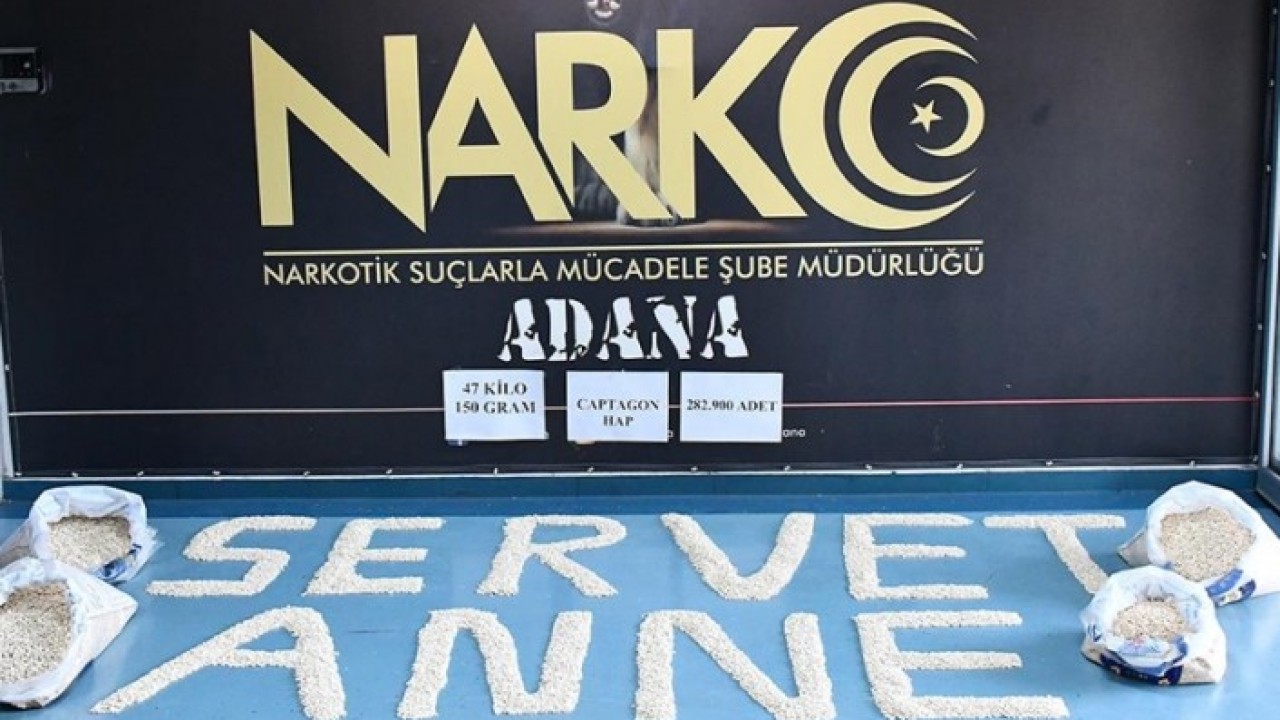 NARKO
NARKOTİK SUÇLARLA MÜCADELE ŞUBE MÜDÜRLÜĞÜ
ADANA
47 KİLO
150 GRAM
CAPTAGON
HAP
282.900 ADET
SERVET
ANNE